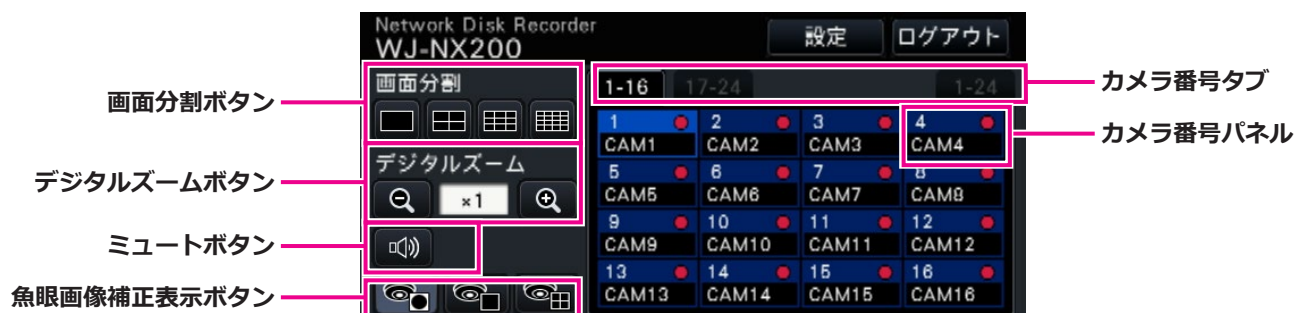 Network Disk Recorder
WJ-NX200
設定
ログアウト
画面分割ボタン
画面分割
デジタルズームボタン
デジタルズーム
×1
ミュートボタン
魚眼画像補正表示ボタン
1-16
17-24
1-24
カメラ番号タブ
カメラ番号パネル
1 2 3 4
CAM1 CAM2 CAM3 CAM4
5 6 7 8
CAM5 CAM6 CAM7 CAM8
9 10 11 12
CAM9 CAM10 CAM11 CAM12
13 14 15 16
CAM13 CAM14 CAM15 CAM16